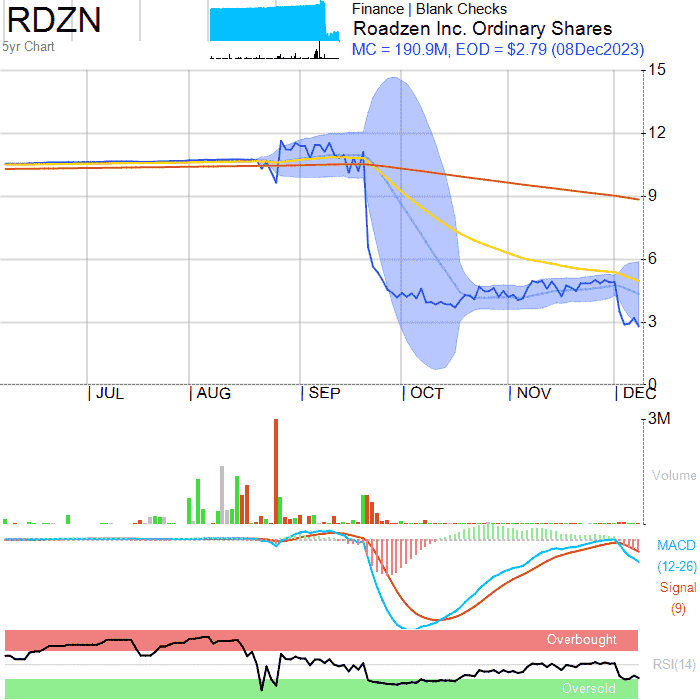 RDZN
5yr Chart
Finance | Blank Checks
Roadzen Inc. Ordinary Shares
MC = 190.9M, EOD = $2.79 (08Dec2023)
15
12
9
6
3
0
JUL AUG SEP OCT NOV DEC
3M
Volume
MACD
(12-26)
Signal
(9)
Overbought
RSI(14)
Oversold